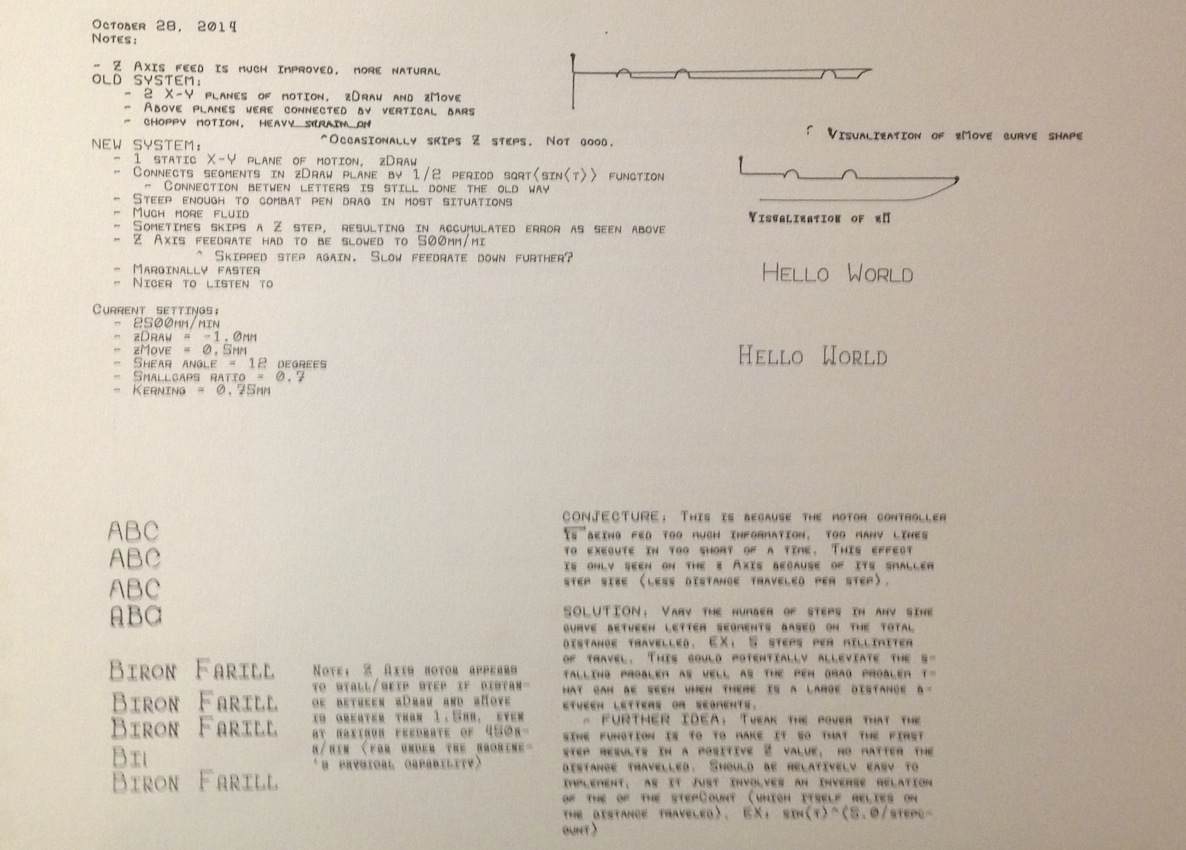 October 28, 2014
Notes:
- Z Axis feed is much improved, more natural
OLD SYSTEM:
- 2 X-Y planes of motion, zDraw and zMove
- Above planes were connected by vertical bars
- choppy motion, heavy strain on
^Occasionally skips Z steps. Not good.
NEW SYSTEM:
- 1 static X-Y plane of motion, zDraw
- Connects segments in zDraw plane by 1/2 period sqrt(sin(t)) function
- Connection betwen letters is still done the old way
- Steep enough to combat pen drag in most situations
- Much more fluid
- Sometimes skips a Z step, resulting in accumulated error as seen above
- Z Axis feedrate had to be slowed to 500mm/mi
^ Skipped step again. Slow feedrate down further?
- Marginally faster
- Nicer to listen to
Current settings:
- 2500mm/min
- zDraw = -1.0mm
- zMove = 0.5mm
- Shear angle = 12 degrees
- Smallcaps ratio = 0.7
- Kerning = 0.75mm
Visualization of zMove curve shape
Visualization of zM
Hello World
Hello World
ABC
ABC
ABC
ABC
Biron Farill
Biron Farill
Biron Farill
Bil
Biron Farill
Note: Z Axis motor appears
to stall/skip step if distan-
ce between zDraw and zMove
is greater than 1.5mm, even
at maximum feedrate of 450m-
m/min (far under the machine-
's physical capability)
CONJECTURE: This is because the motor controller
is being fed too much information, too many lines
to execute in too short of a time. This effect
is only seen on the z Axis because of its smaller
step size (less distance traveled per step).
SOLUTION: Vary the number of steps in any sine
curve between letter segments based on the total
distance travelled. EX: 5 steps per millimiter
of travel. This could potentially alleviate the s-
talling problem as well as the pen drag problem t-
hat can be seen when there is a large distance b-
etween letters or segments.
- FURTHER IDEA: Tweak the power that the
sine function is to to make it so that the first
step results in a positive Z value, no matter the
distance travelled. Should be relatively easy to
implement, as it just involves an inverse relation
of the of the stepCount (which itself relies on
the distance traveled). EX: sin(t)^(5.0/stepC-
ount)